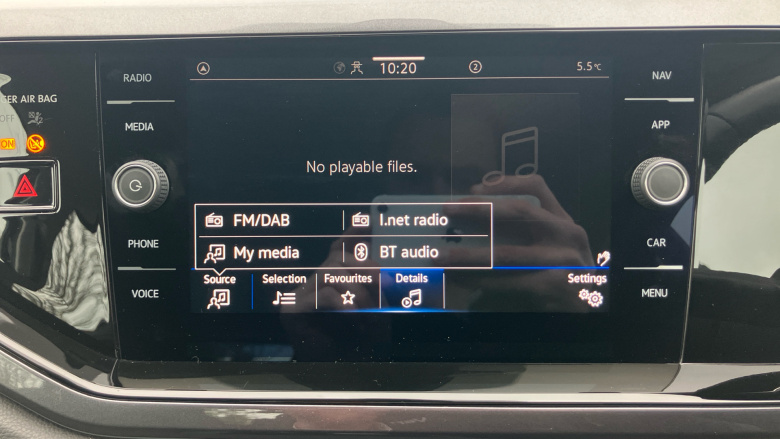 10:20
2
5.5°C
RADIO
NAV
GER AIR BAG
OFF
MEDIA
APP
ON
No playable files.
FM/DAB
I.net radio
PHONE
My media
BT audio
CAR
Source
Selection
Favourites
Details
Settings
VOICE
MENU